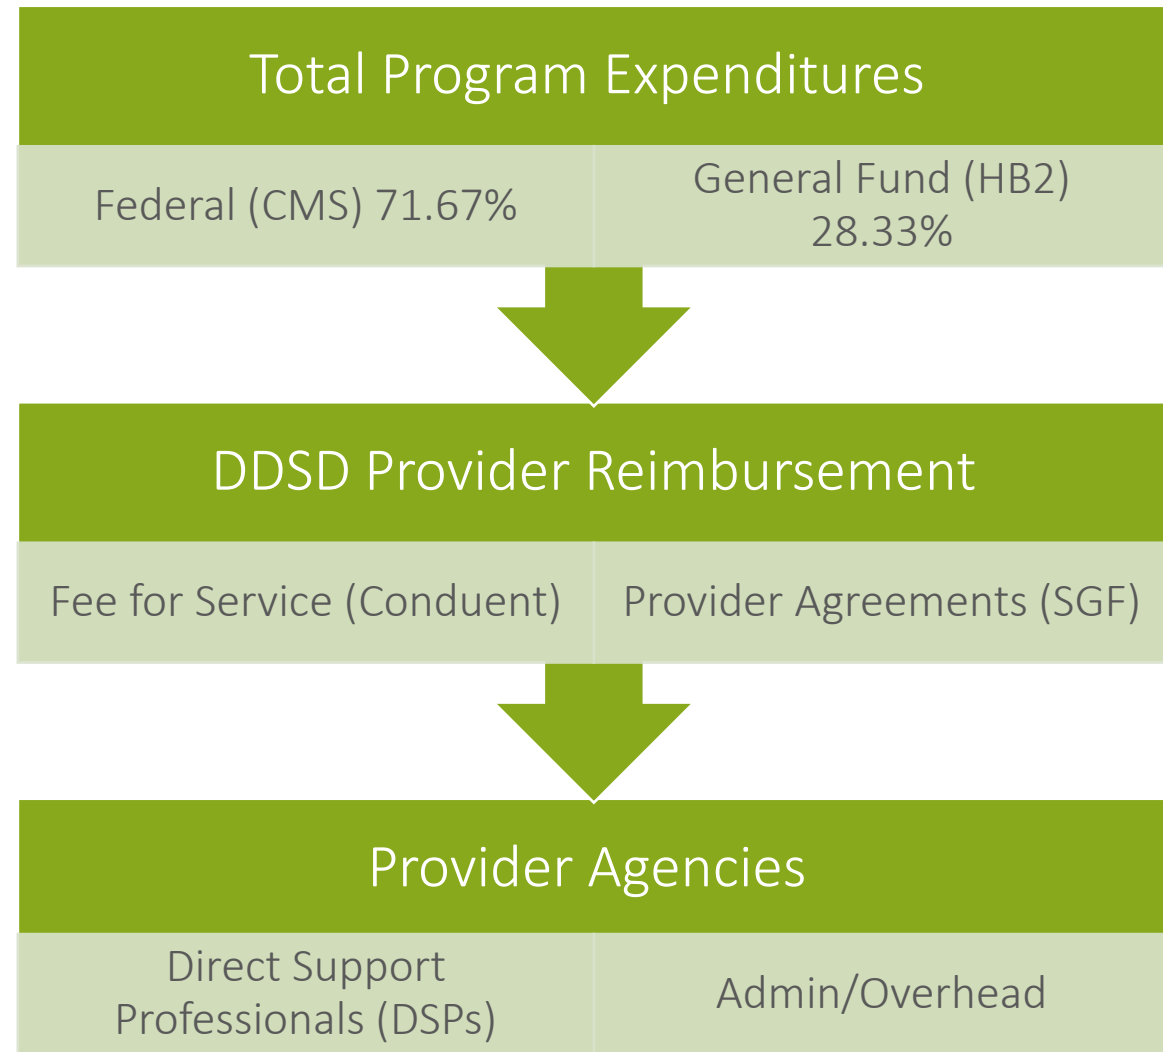 Total Program Expenditures
Federal (CMS) 71.67%
General Fund (HB2)
28.33%
DDSD Provider Reimbursement
Fee for Service (Conduent)
Provider Agreements (SGF)
Provider Agencies
Direct Support
Professionals (DSPs)
Admin/Overhead